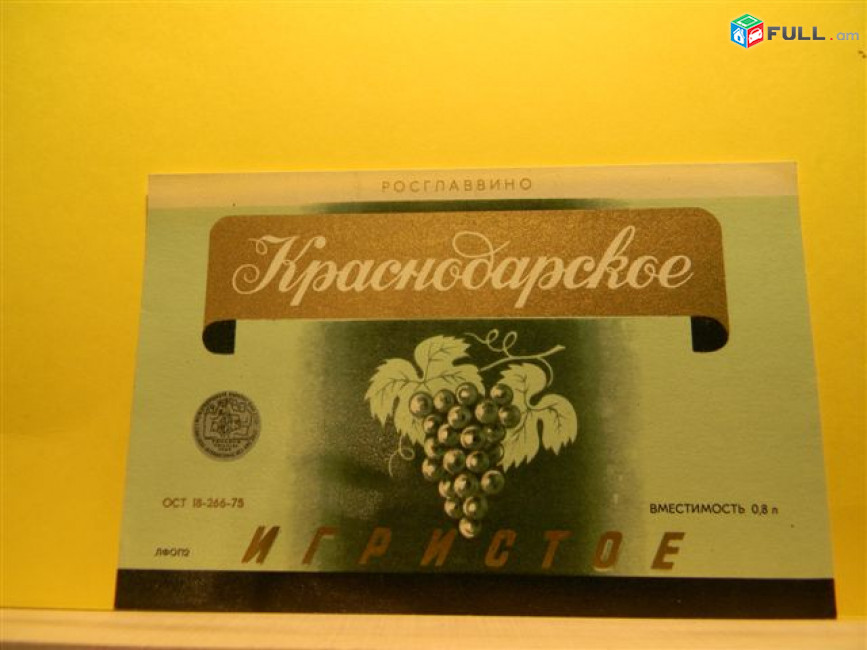 FULL.am
РОСГЛАВВИНО
Краснодарское
ОСТ 18-266-75
ВМЕСТИМОСТЬ 0,8 л
ЛФОП2
ИГРИСТОЕ